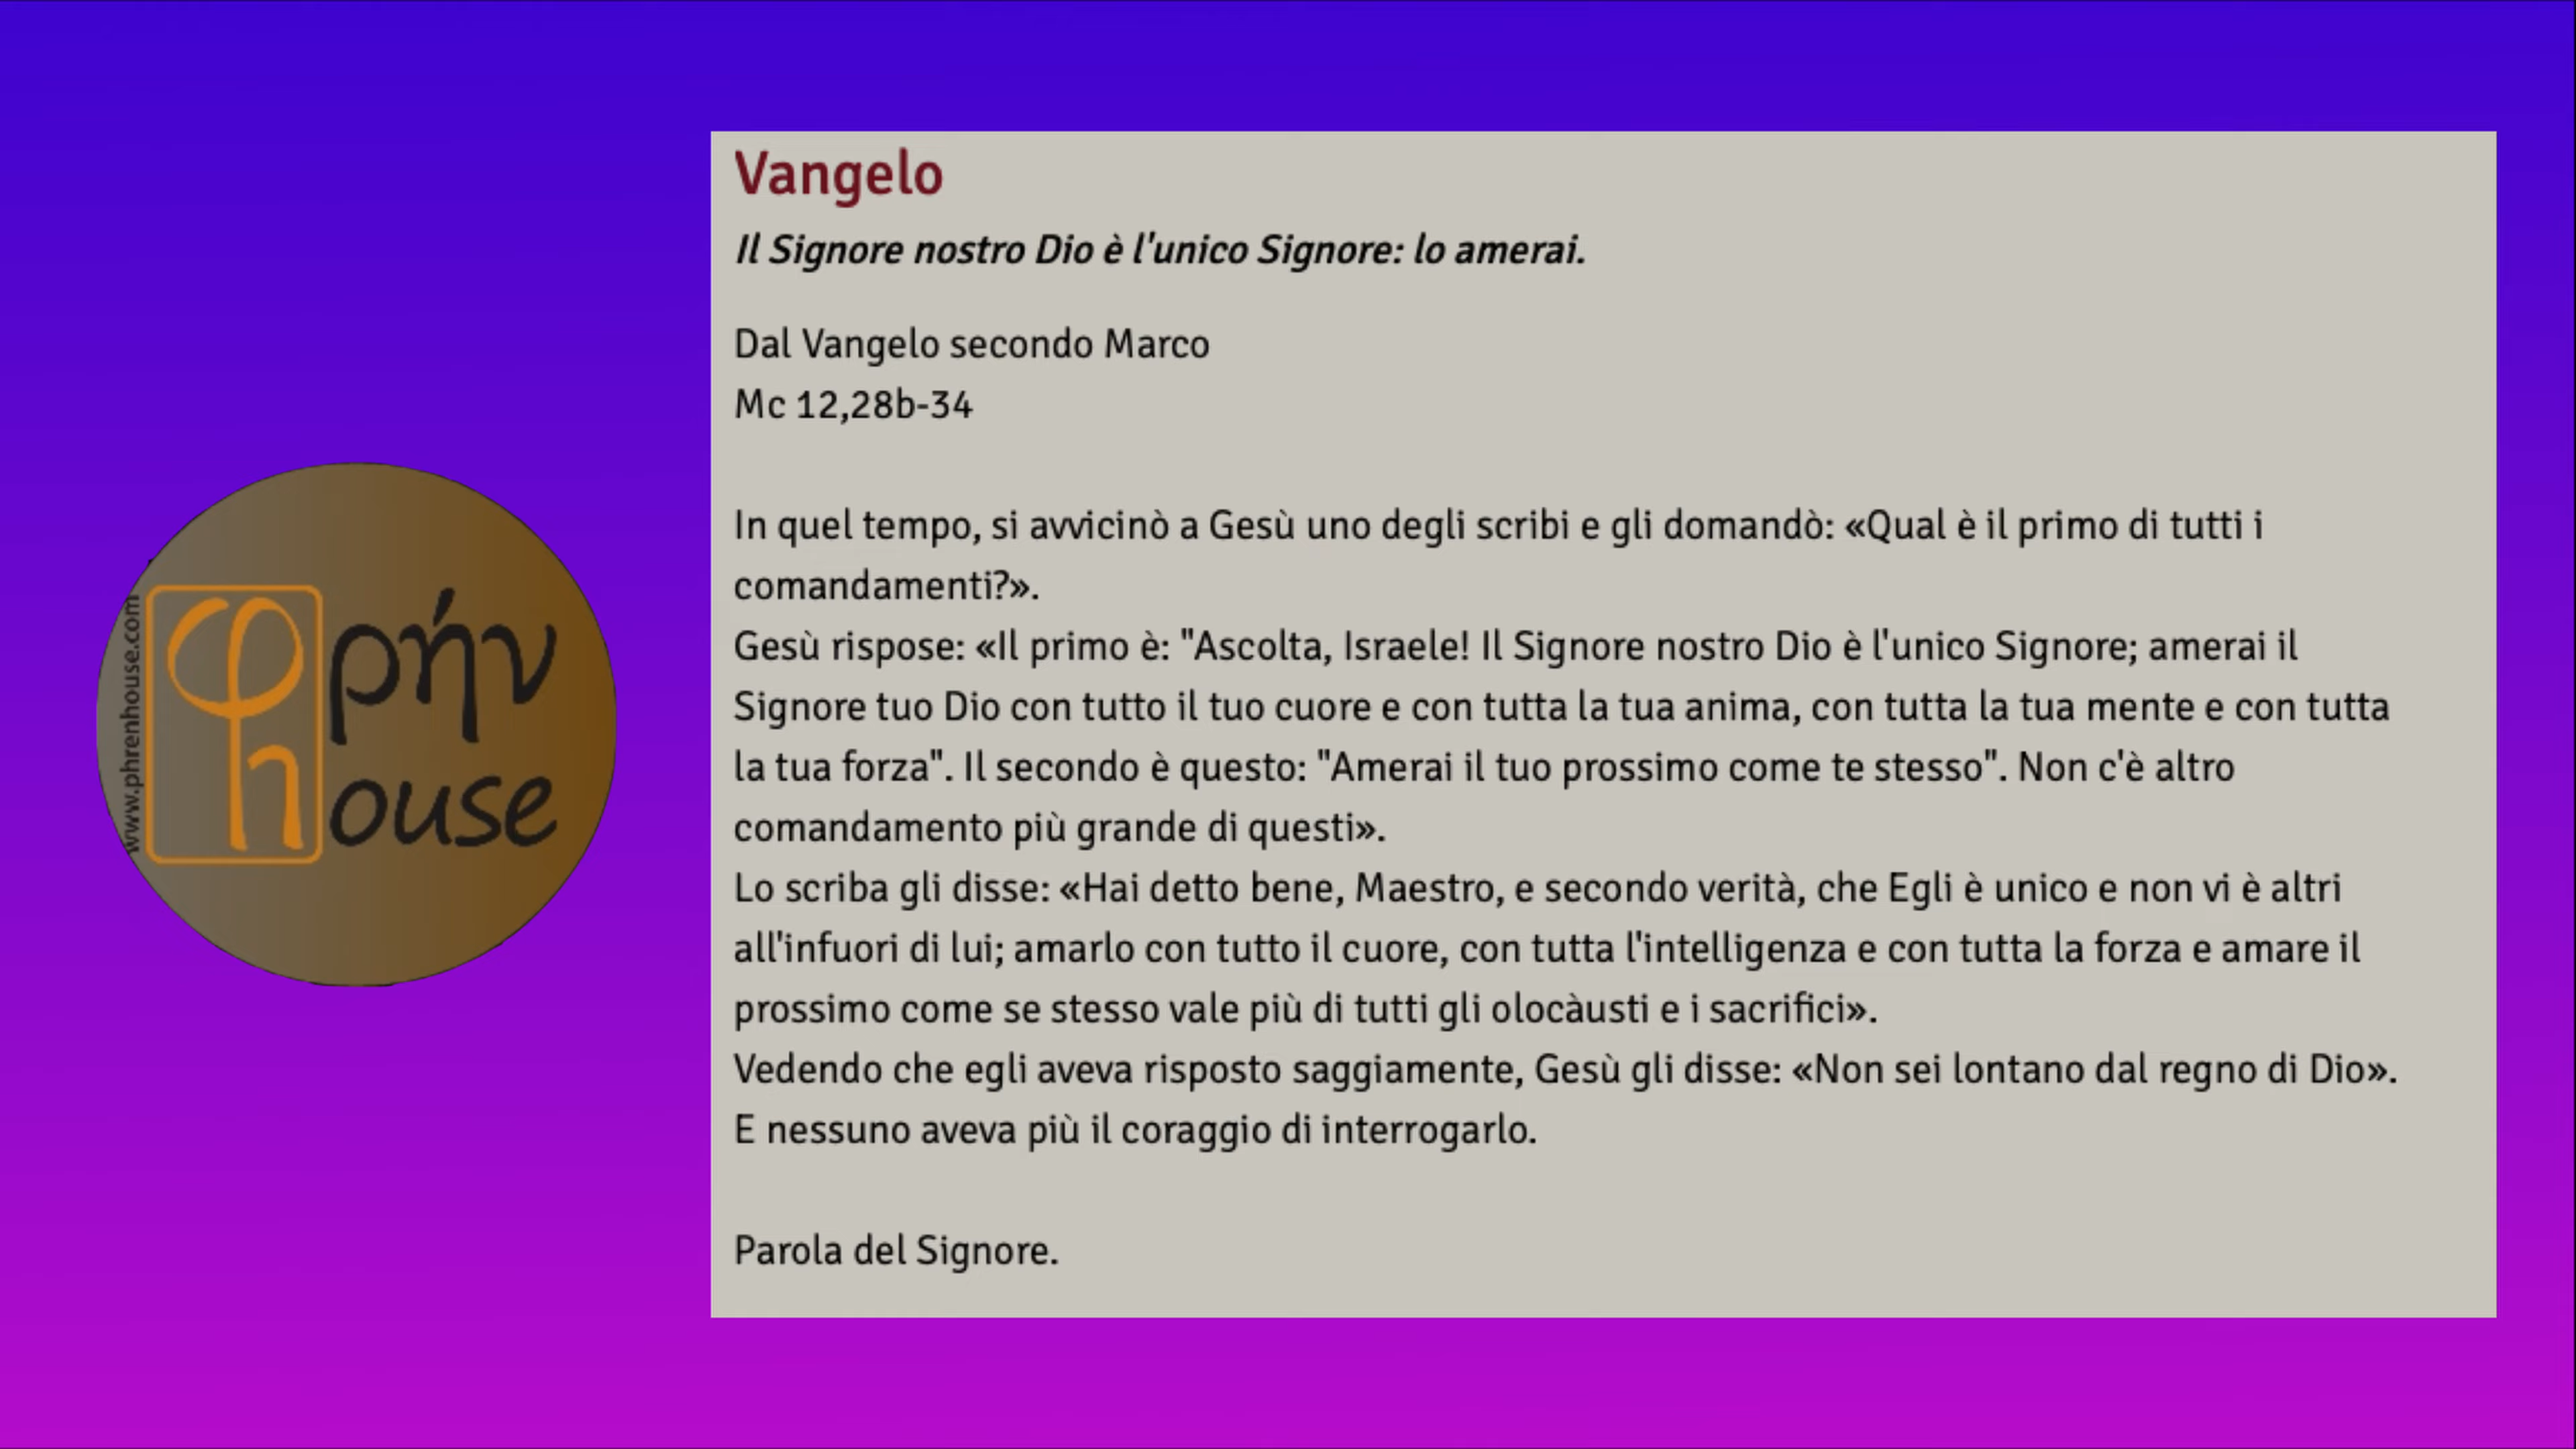 www.phrenhouse.com
φρήν
house
Vangelo
Il Signore nostro Dio è l'unico Signore: lo amerai.
Dal Vangelo secondo Marco
Mc 12,28b-34
In quel tempo, si avvicinò a Gesù uno degli scribi e gli domandò: «Qual è il primo di tutti i
comandamenti?».
Gesù rispose: «Il primo è: "Ascolta, Israele! Il Signore nostro Dio è l'unico Signore; amerai il
Signore tuo Dio con tutto il tuo cuore e con tutta la tua anima, con tutta la tua mente e con tutta
la tua forza". Il secondo è questo: "Amerai il tuo prossimo come te stesso". Non c'è altro
comandamento più grande di questi».
Lo scriba gli disse: «Hai detto bene, Maestro, e secondo verità, che Egli è unico e non vi è altri
all'infuori di lui; amarlo con tutto il cuore, con tutta l'intelligenza e con tutta la forza e amare il
prossimo come se stesso vale più di tutti gli olocàusti e i sacrifici».
Vedendo che egli aveva risposto saggiamente, Gesù gli disse: «Non sei lontano dal regno di Dio».
E nessuno aveva più il coraggio di interrogarlo.
Parola del Signore.